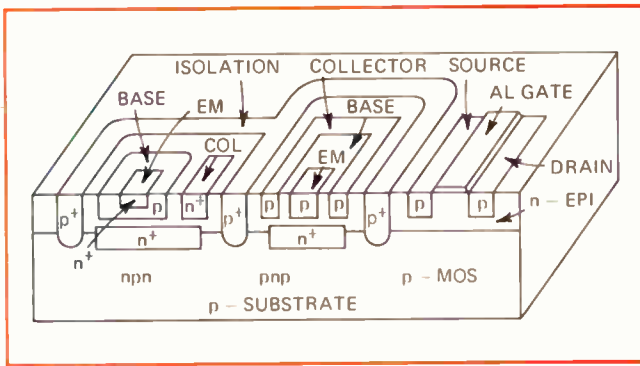 ISOLATION COLLECTOR SOURCE
BASE EM AL GATE
COL BASE
EM DRAIN
p+ p n+ p+ p p p p+ p p n – EPI
n+ n+ n+
npn pnp p – MOS
p – SUBSTRATE